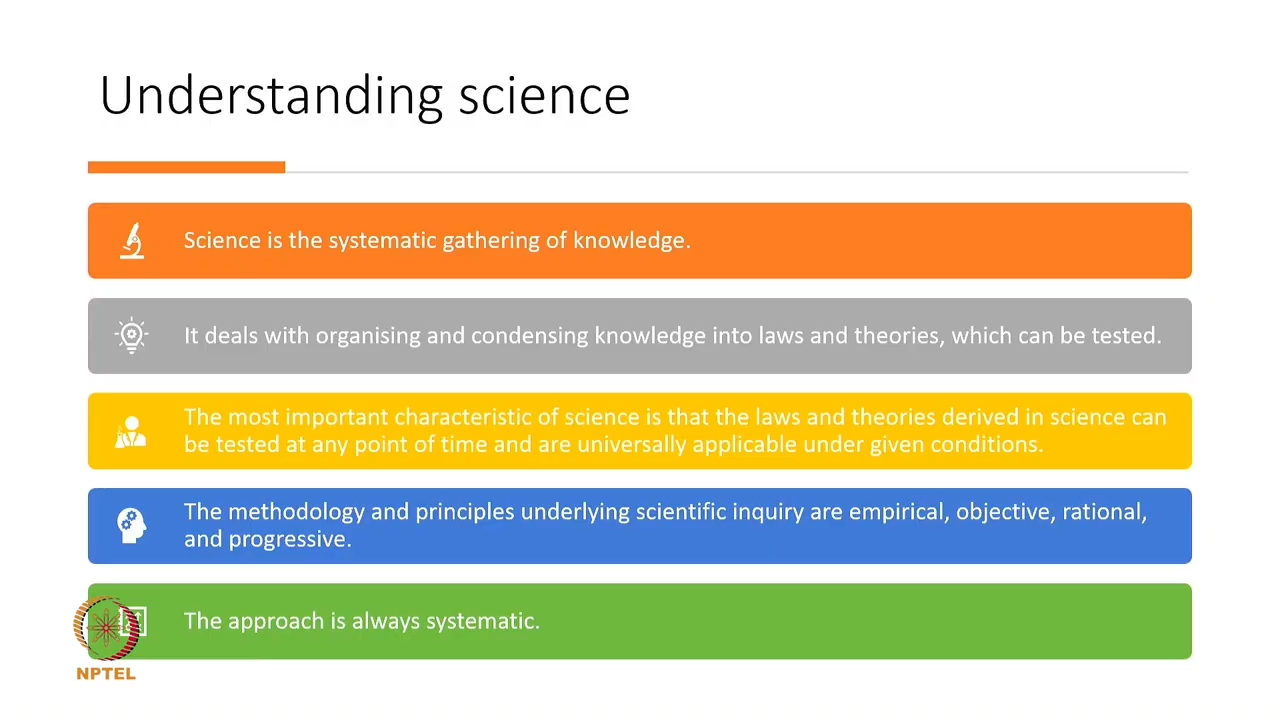 Understanding science
Science is the systematic gathering of knowledge.
It deals with organising and condensing knowledge into laws and theories, which can be tested.
The most important characteristic of science is that the laws and theories derived in science can
be tested at any point of time and are universally applicable under given conditions.
The methodology and principles underlying scientific inquiry are empirical, objective, rational,
and progressive.
The approach is always systematic.
NPTEL